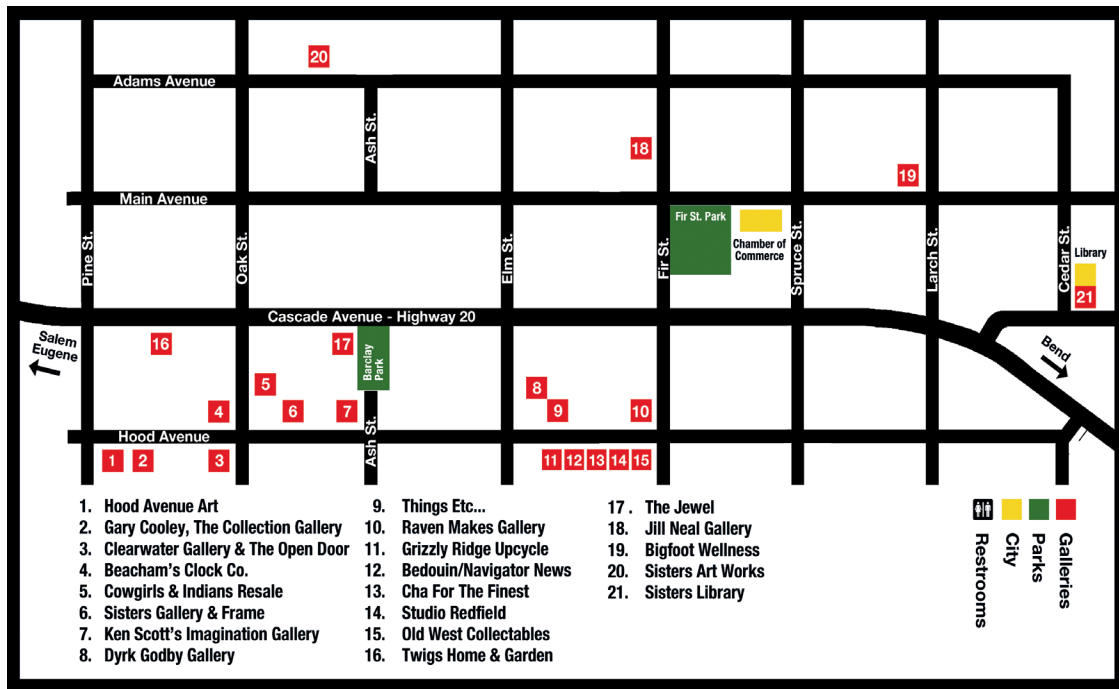 20
Adams Avenue
Ash St.
18
19
Main Avenue
Pine St.
Oak St.
Elm St.
Fir St.
Fir St. Park
Chamber of
Commerce
Spruce St.
Larch St.
Cedar St.
Library
21
Cascade Avenue - Highway 20
Salem
Eugene
16
17
Barclay
Park
Bend
5
8
4
6
7
9
10
Hood Avenue
Ash St.
1
2
3
11
12
13
14
15
1. Hood Avenue Art
2. Gary Cooley, The Collection Gallery
3. Clearwater Gallery & The Open Door
4. Beacham's Clock Co.
5. Cowgirls & Indians Resale
6. Sisters Gallery & Frame
7. Ken Scott's Imagination Gallery
8. Dyrk Godby Gallery
9. Things Etc...
10. Raven Makes Gallery
11. Grizzly Ridge Upcycle
12. Bedouin/Navigator News
13. Cha For The Finest
14. Studio Redfield
15. Old West Collectables
16. Twigs Home & Garden
17. The Jewel
18. Jill Neal Gallery
19. Bigfoot Wellness
20. Sisters Art Works
21. Sisters Library
Restrooms
City
Parks
Galleries